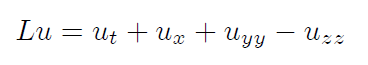 Lu = u_t + u_x + u_{yy} − u_{zz}